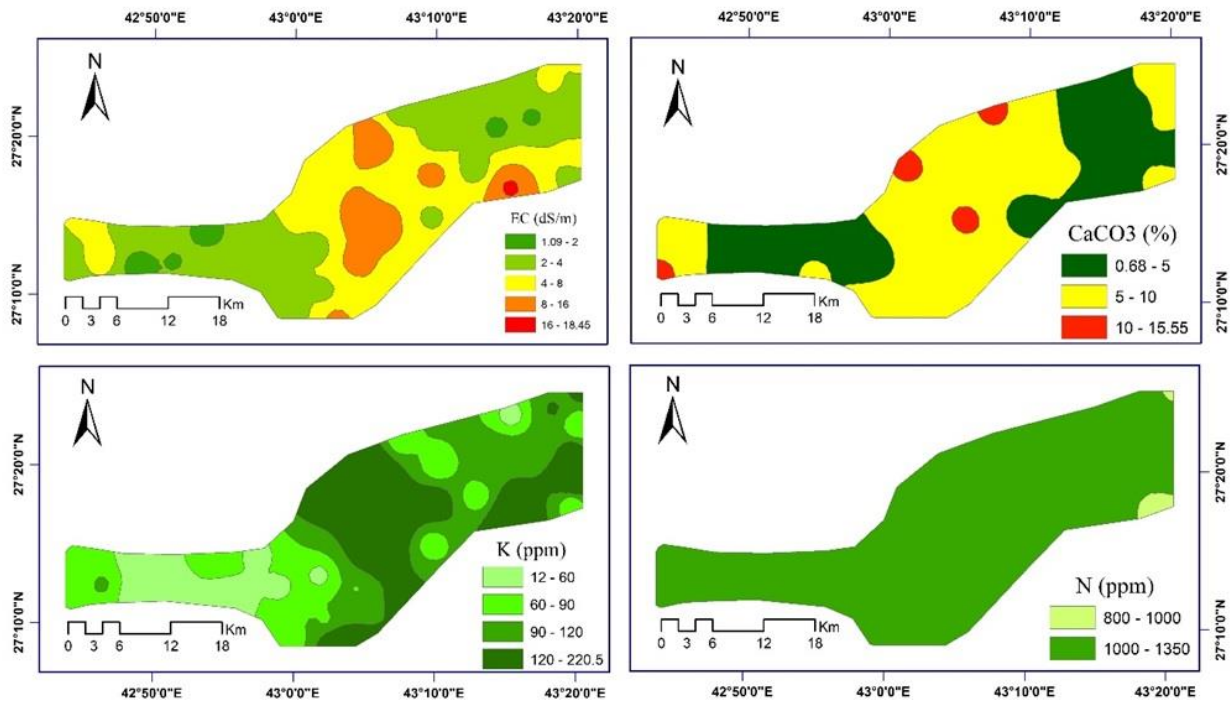 42°50'0"E 43°0'0"E 43°10'0"E 43°20'0"E 42°50'0"E 43°0'0"E 43°10'0"E 43°20'0"E
27°20'0"N
27°10'0"N
N
EC (dS/m)
1.09 - 2
2 - 4
4 - 8
8 - 16
16 - 18.45
Km
0 3 6 12 18
N
CaCO3 (%)
0.68 - 5
5 - 10
10 - 15.55
Km
0 3 6 12 18
27°20'0"N
27°10'0"N
27°20'0"N
27°10'0"N
N
K (ppm)
12 - 60
60 - 90
90 - 120
120 - 220.5
Km
0 3 6 12 18
N
N (ppm)
800 - 1000
1000 - 1350
Km
0 3 6 12 18
27°20'0"N
27°10'0"N
42°50'0"E 43°0'0"E 43°10'0"E 43°20'0"E 42°50'0"E 43°0'0"E 43°10'0"E 43°20'0"E